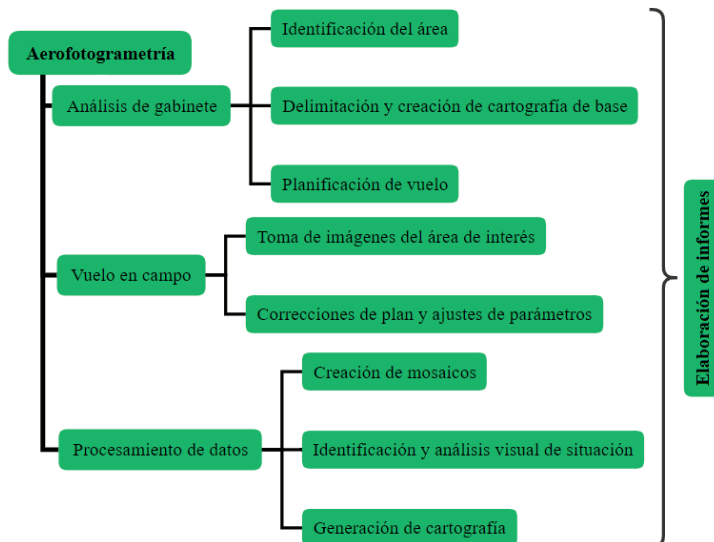 Aerofotogrametría
Análisis de gabinete
Identificación del área
Delimitación y creación de cartografía de base
Planificación de vuelo
Vuelo en campo
Toma de imágenes del área de interés
Correcciones de plan y ajustes de parámetros
Procesamiento de datos
Creación de mosaicos
Identificación y análisis visual de situación
Generación de cartografía
Elaboración de informes